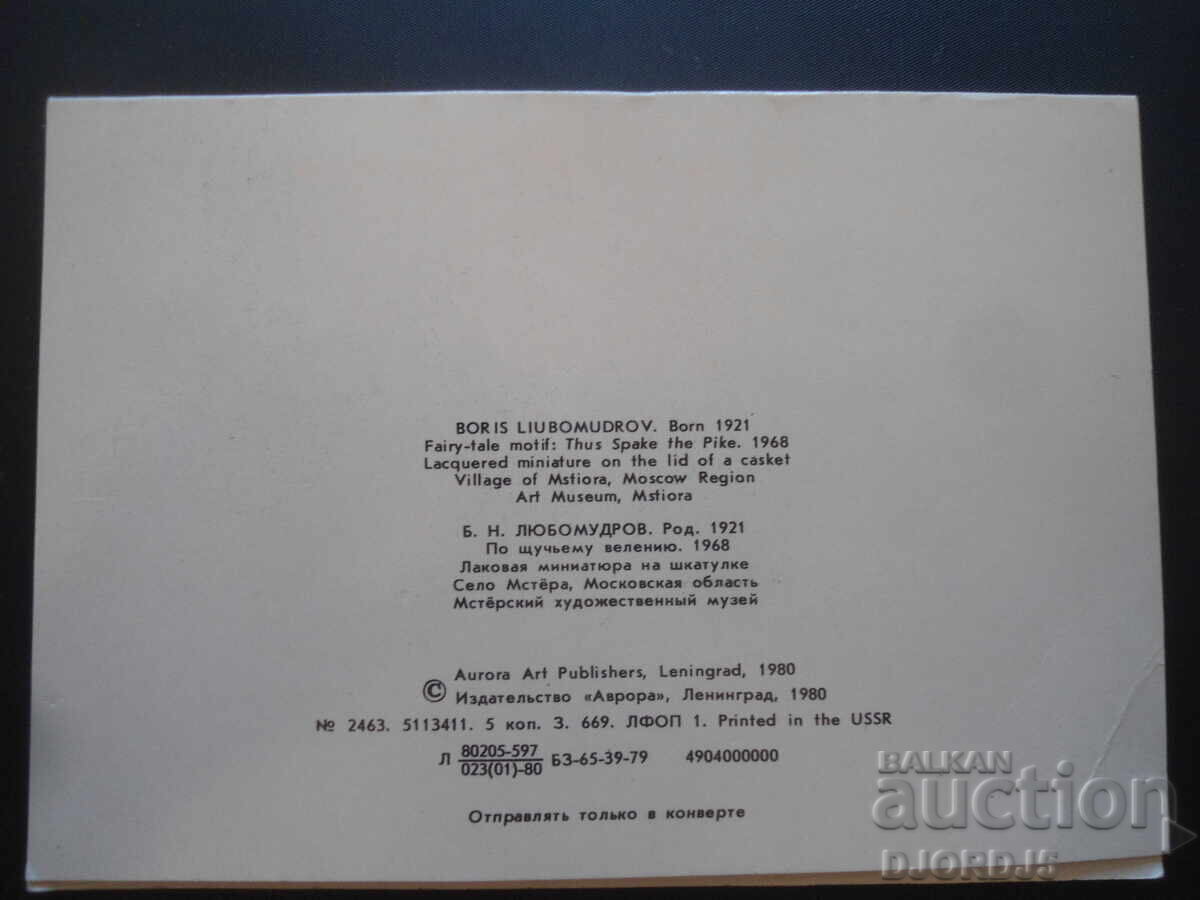 BORIS LIUBOMUDROV. Born 1921
Fairy-tale motif: Thus Spake the Pike. 1968
Lacquered miniature on the lid of a casket
Village of Mstiora, Moscow Region
Art Museum, Mstiora
Б. Н. ЛЮБОМУДРОВ. Род. 1921
По щучьему велению. 1968
Лаковая миниатюра на шкатулке
Село Мстёра, Московская область
Мстёрский художественный музей
© Aurora Art Publishers, Leningrad, 1980
Издательство «Аврора», Ленинград, 1980
№ 2463. 5113411. 5 коп. З. 669. ЛФОП 1. Printed in the USSR
Л 80205-597 БЗ-65-39-79 4904000000
023(01)-80
Отправлять только в конверте
BALKAN
auction
DJORDJ5